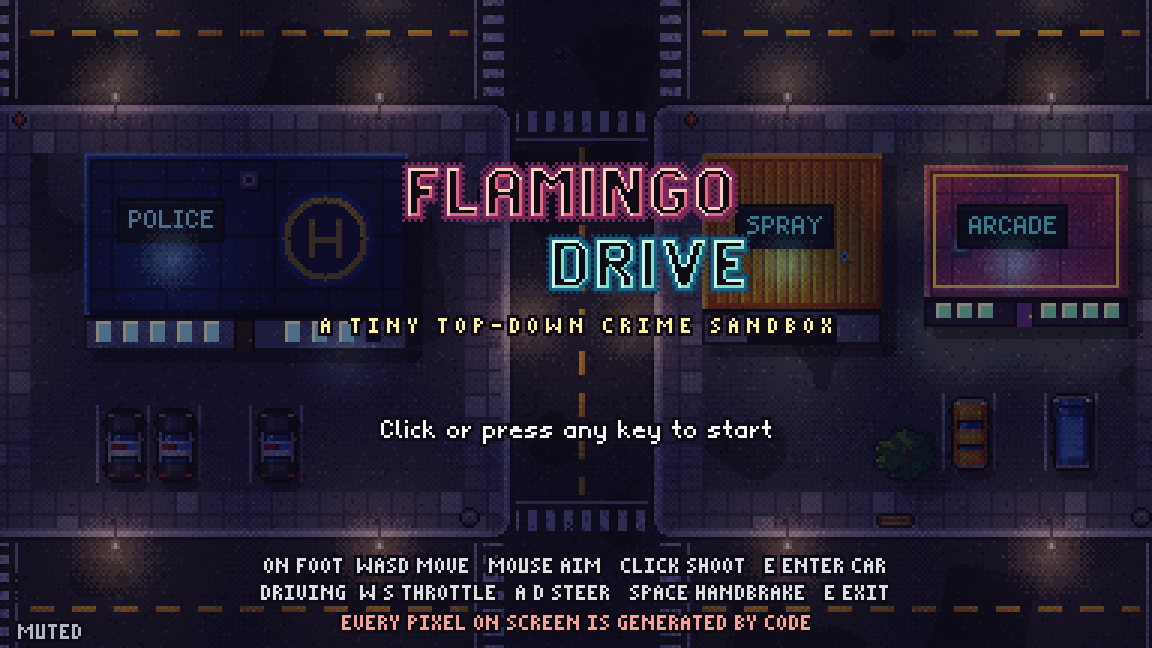 FLAMINGO
DRIVE
POLICE
H
SPRAY
ARCADE
A TINY TOP-DOWN CRIME SANDBOX
Click or press any key to start
ON FOOT WASD MOVE MOUSE AIM CLICK SHOOT E ENTER CAR
DRIVING W S THROTTLE A D STEER SPACE HANDBRAKE E EXIT
EVERY PIXEL ON SCREEN IS GENERATED BY CODE
MUTED